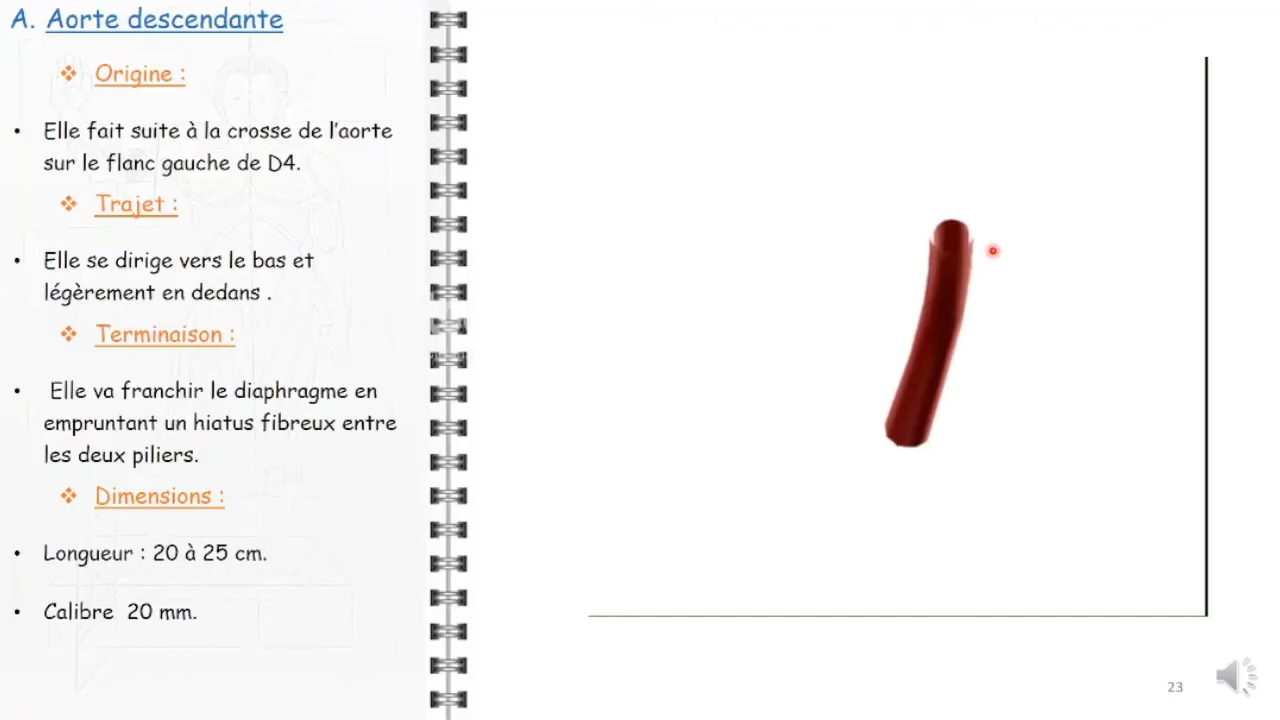 A. Aorte descendante
❖ Origine :
• Elle fait suite à la crosse de l'aorte
sur le flanc gauche de D4.
❖ Trajet :
• Elle se dirige vers le bas et
légèrement en dedans .
❖ Terminaison :
• Elle va franchir le diaphragme en
empruntant un hiatus fibreux entre
les deux piliers.
❖ Dimensions :
• Longueur : 20 à 25 cm.
• Calibre 20 mm.
23